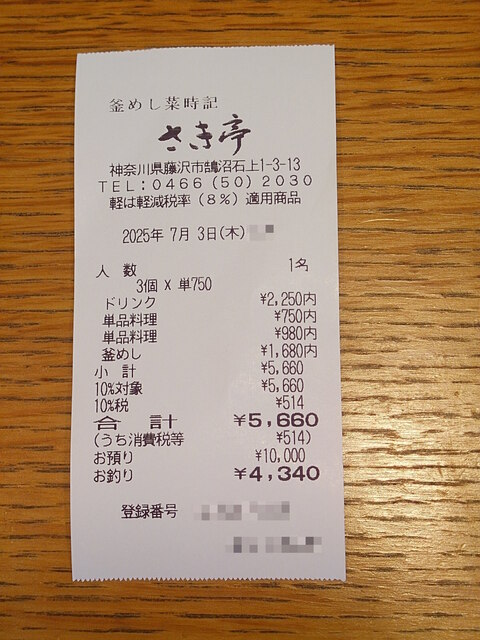 釜めし菜時記
さき亭
神奈川県藤沢市鵠沼石上1-3-13
TEL:0466(50)2030
軽は軽減税率(8%)適用商品
2025年 7月 3日(木)
人 数 1名
3個 X 単750
ドリンク ¥2,250内
単品料理 ¥750内
単品料理 ¥980内
釜めし ¥1,680内
小 計 ¥5,660
10%対象 ¥5,660
10%税 ¥514
合 計 ¥5,660
(うち消費税等 ¥514)
お預り ¥10,000
お釣り ¥4,340
登録番号